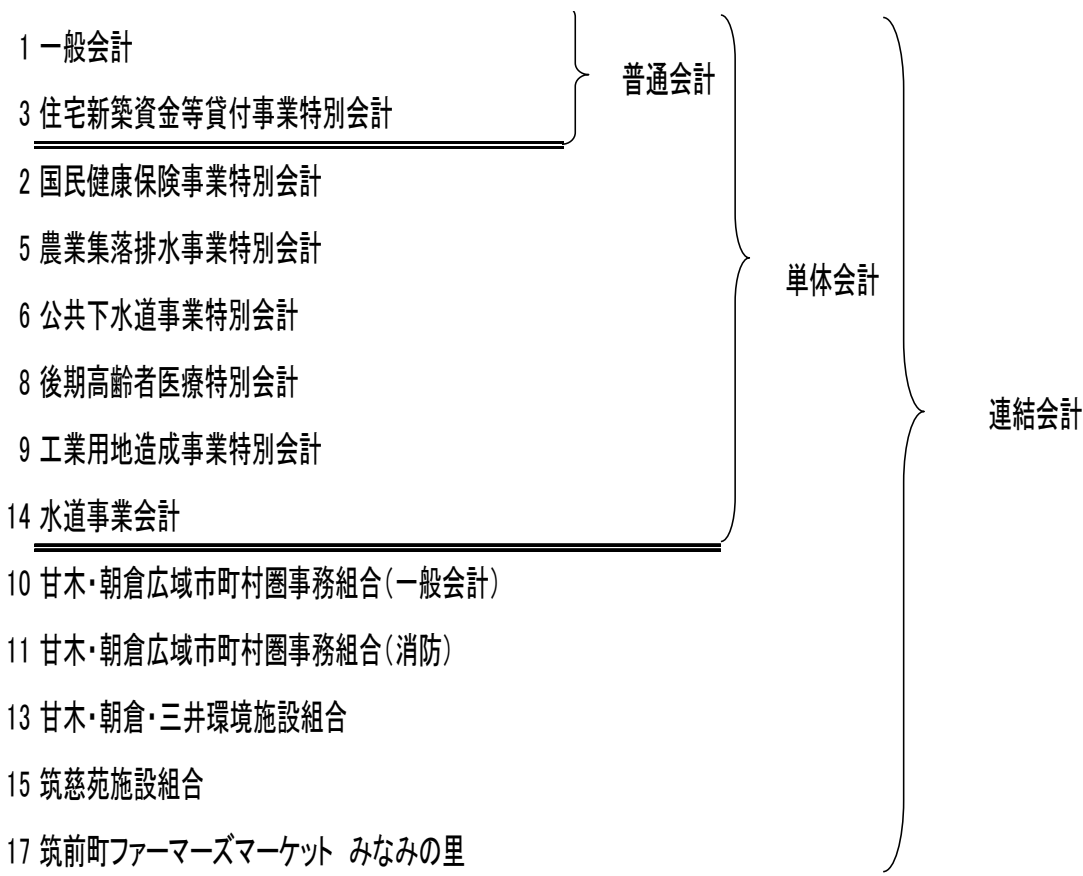 1 一般会計
普通会計
3 住宅新築資金等貸付事業特別会計
2 国民健康保険事業特別会計
5 農業集落排水事業特別会計
単体会計
6 公共下水道事業特別会計
8 後期高齢者医療特別会計
連結会計
9 工業用地造成事業特別会計
14 水道事業会計
10 甘木・朝倉広域市町村圏事務組合(一般会計)
11 甘木・朝倉広域市町村圏事務組合(消防)
13 甘木・朝倉・三井環境施設組合
15 筑慈苑施設組合
17 筑前町ファーマーズマーケット みなみの里